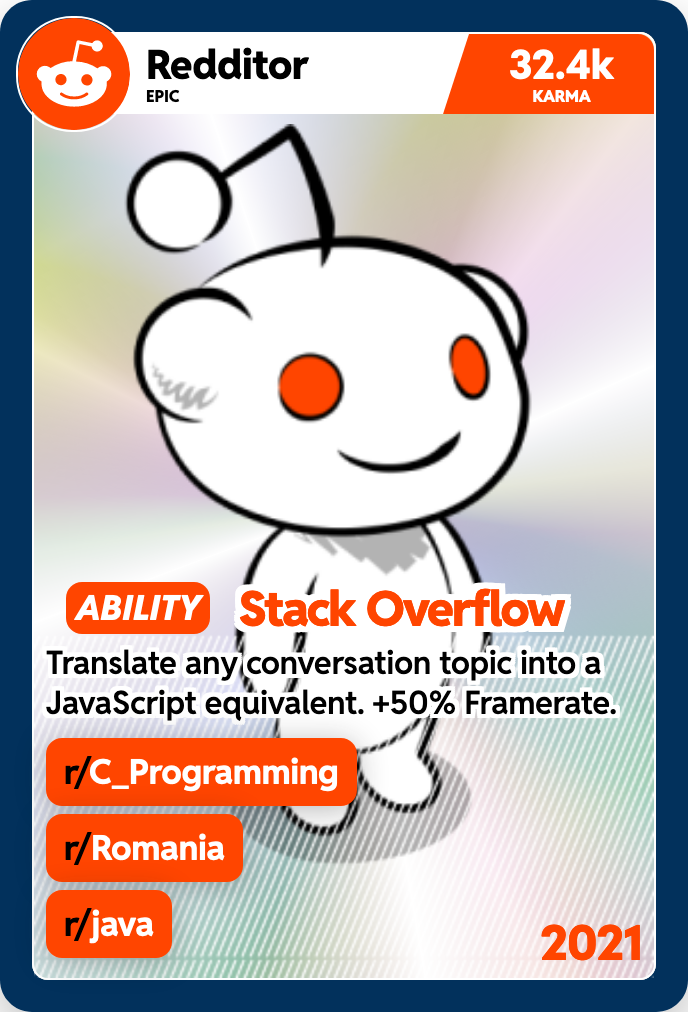 Redditor
EPIC
32.4k
KARMA
ABILITY Stack Overflow
Translate any conversation topic into a
JavaScript equivalent. +50% Framerate.
r/C_Programming
r/Romania
r/java
2021